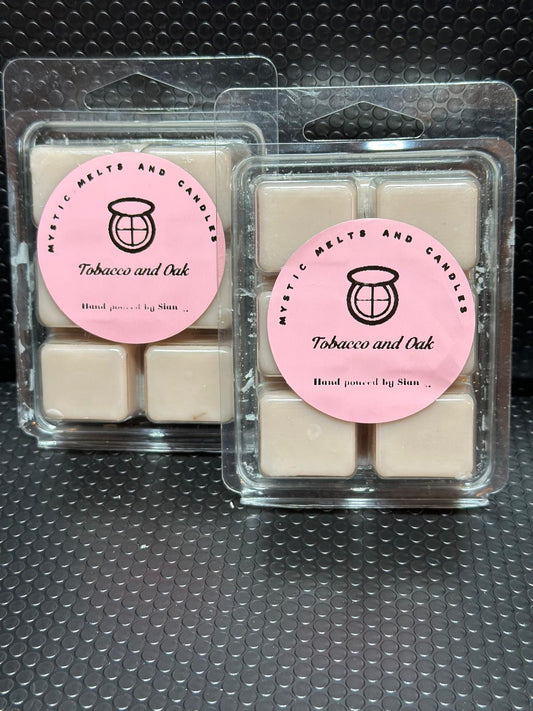 MYSTIC MELTS AND CANDLES
Tobacco and Oak
Hand poured by Sian ..
MYSTIC MELTS AND CANDLES
Tobacco and Oak
Hand poured by Sian ..